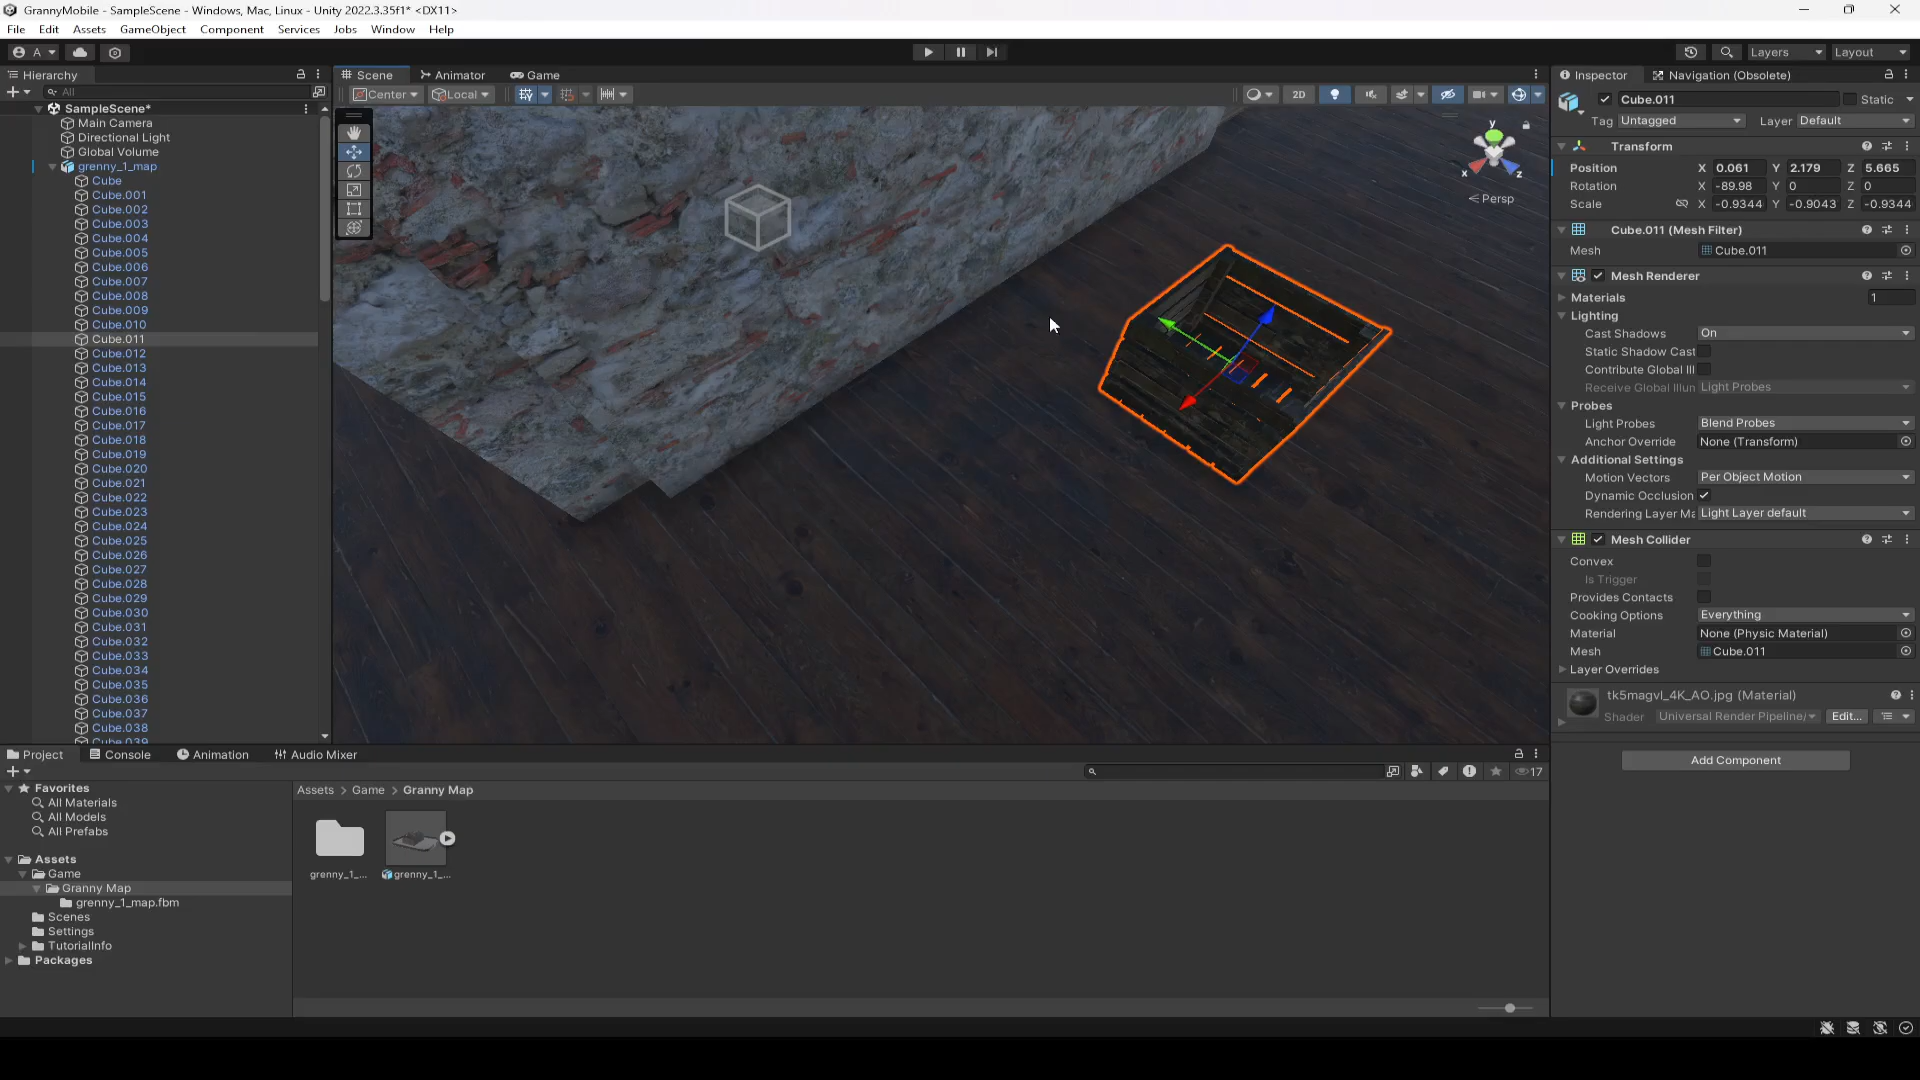 GrannyMobile - SampleScene - Windows, Mac, Linux - Unity 2022.3.35f1* <DX11>
File Edit Assets GameObject Component Services Jobs Window Help
A Layers Layout
Hierarchy
All
SampleScene*
Main Camera
Directional Light
Global Volume
grenny_1_map
Cube
Cube.001
Cube.002
Cube.003
Cube.004
Cube.005
Cube.006
Cube.007
Cube.008
Cube.009
Cube.010
Cube.011
Cube.012
Cube.013
Cube.014
Cube.015
Cube.016
Cube.017
Cube.018
Cube.019
Cube.020
Cube.021
Cube.022
Cube.023
Cube.024
Cube.025
Cube.026
Cube.027
Cube.028
Cube.029
Cube.030
Cube.031
Cube.032
Cube.033
Cube.034
Cube.035
Cube.036
Cube.037
Cube.038
Cube.039
Scene Animator Game
Center Local 2D
y
x z
Persp
Inspector Navigation (Obsolete)
Cube.011 Static
Tag Untagged Layer Default
Transform
Position X 0.061 Y 2.179 Z 5.665
Rotation X -89.98 Y 0 Z 0
Scale X -0.9344 Y -0.9043 Z -0.9344
Cube.011 (Mesh Filter)
Mesh Cube.011
Mesh Renderer
Materials 1
Lighting
Cast Shadows On
Static Shadow Cast
Contribute Global Ill
Receive Global Illun Light Probes
Probes
Light Probes Blend Probes
Anchor Override None (Transform)
Additional Settings
Motion Vectors Per Object Motion
Dynamic Occlusion
Rendering Layer Ma Light Layer default
Mesh Collider
Convex
Is Trigger
Provides Contacts
Cooking Options Everything
Material None (Physic Material)
Mesh Cube.011
Layer Overrides
tk5magvl_4K_AO.jpg (Material)
Shader Universal Render Pipeline/ Edit...
Add Component
Project Console Animation Audio Mixer
17
Favorites
All Materials
All Models
All Prefabs
Assets
Game
Granny Map
grenny_1_map.fbm
Scenes
Settings
TutorialInfo
Packages
Assets > Game > Granny Map
grenny_1_... grenny_1_...